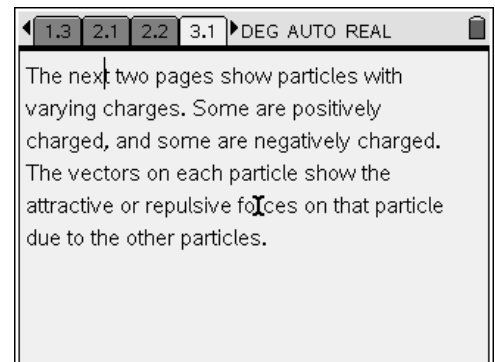 1.3 2.1 2.2 3.1 DEG AUTO REAL
The next two pages show particles with
varying charges. Some are positively
charged, and some are negatively charged.
The vectors on each particle show the
attractive or repulsive forces on that particle
due to the other particles.